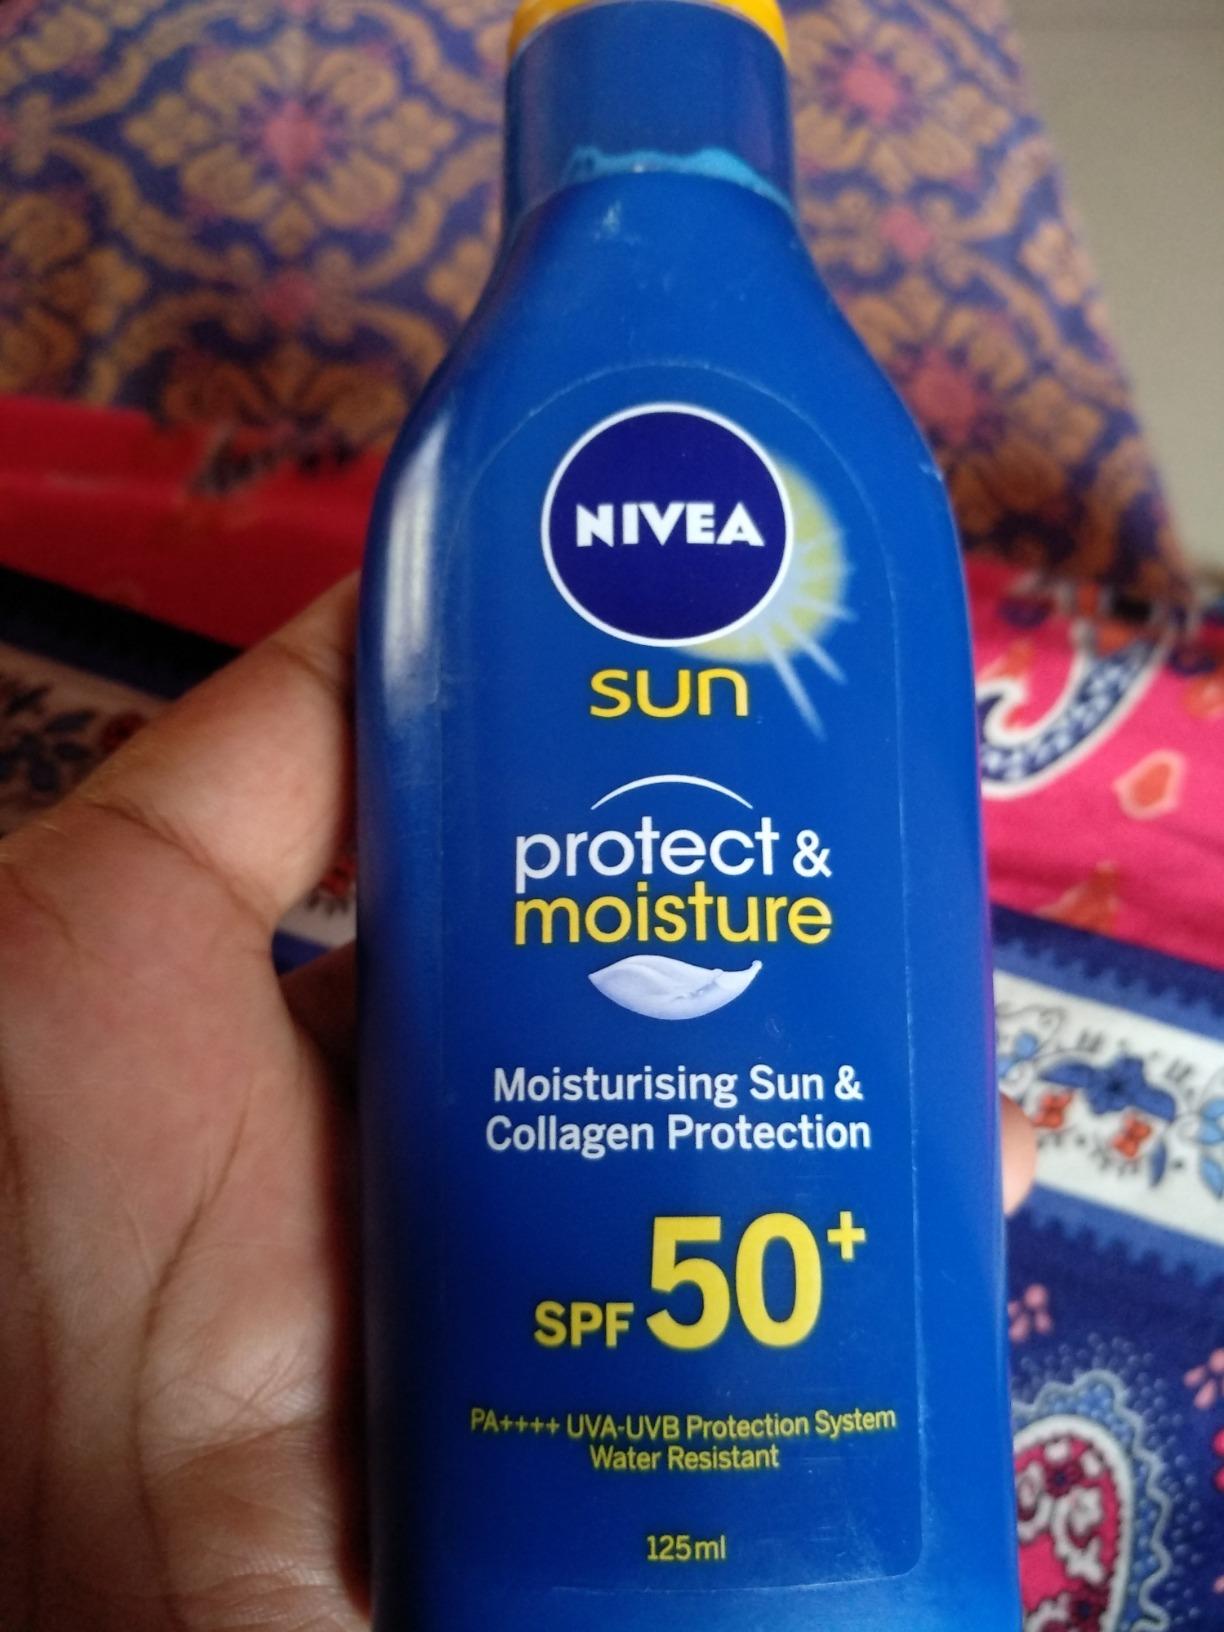 NIVEA
sun
protect &
moisture
Moisturising Sun &
Collagen Protection
SPF 50+
PA++++ UVA-UVB Protection System
Water Resistant
125ml